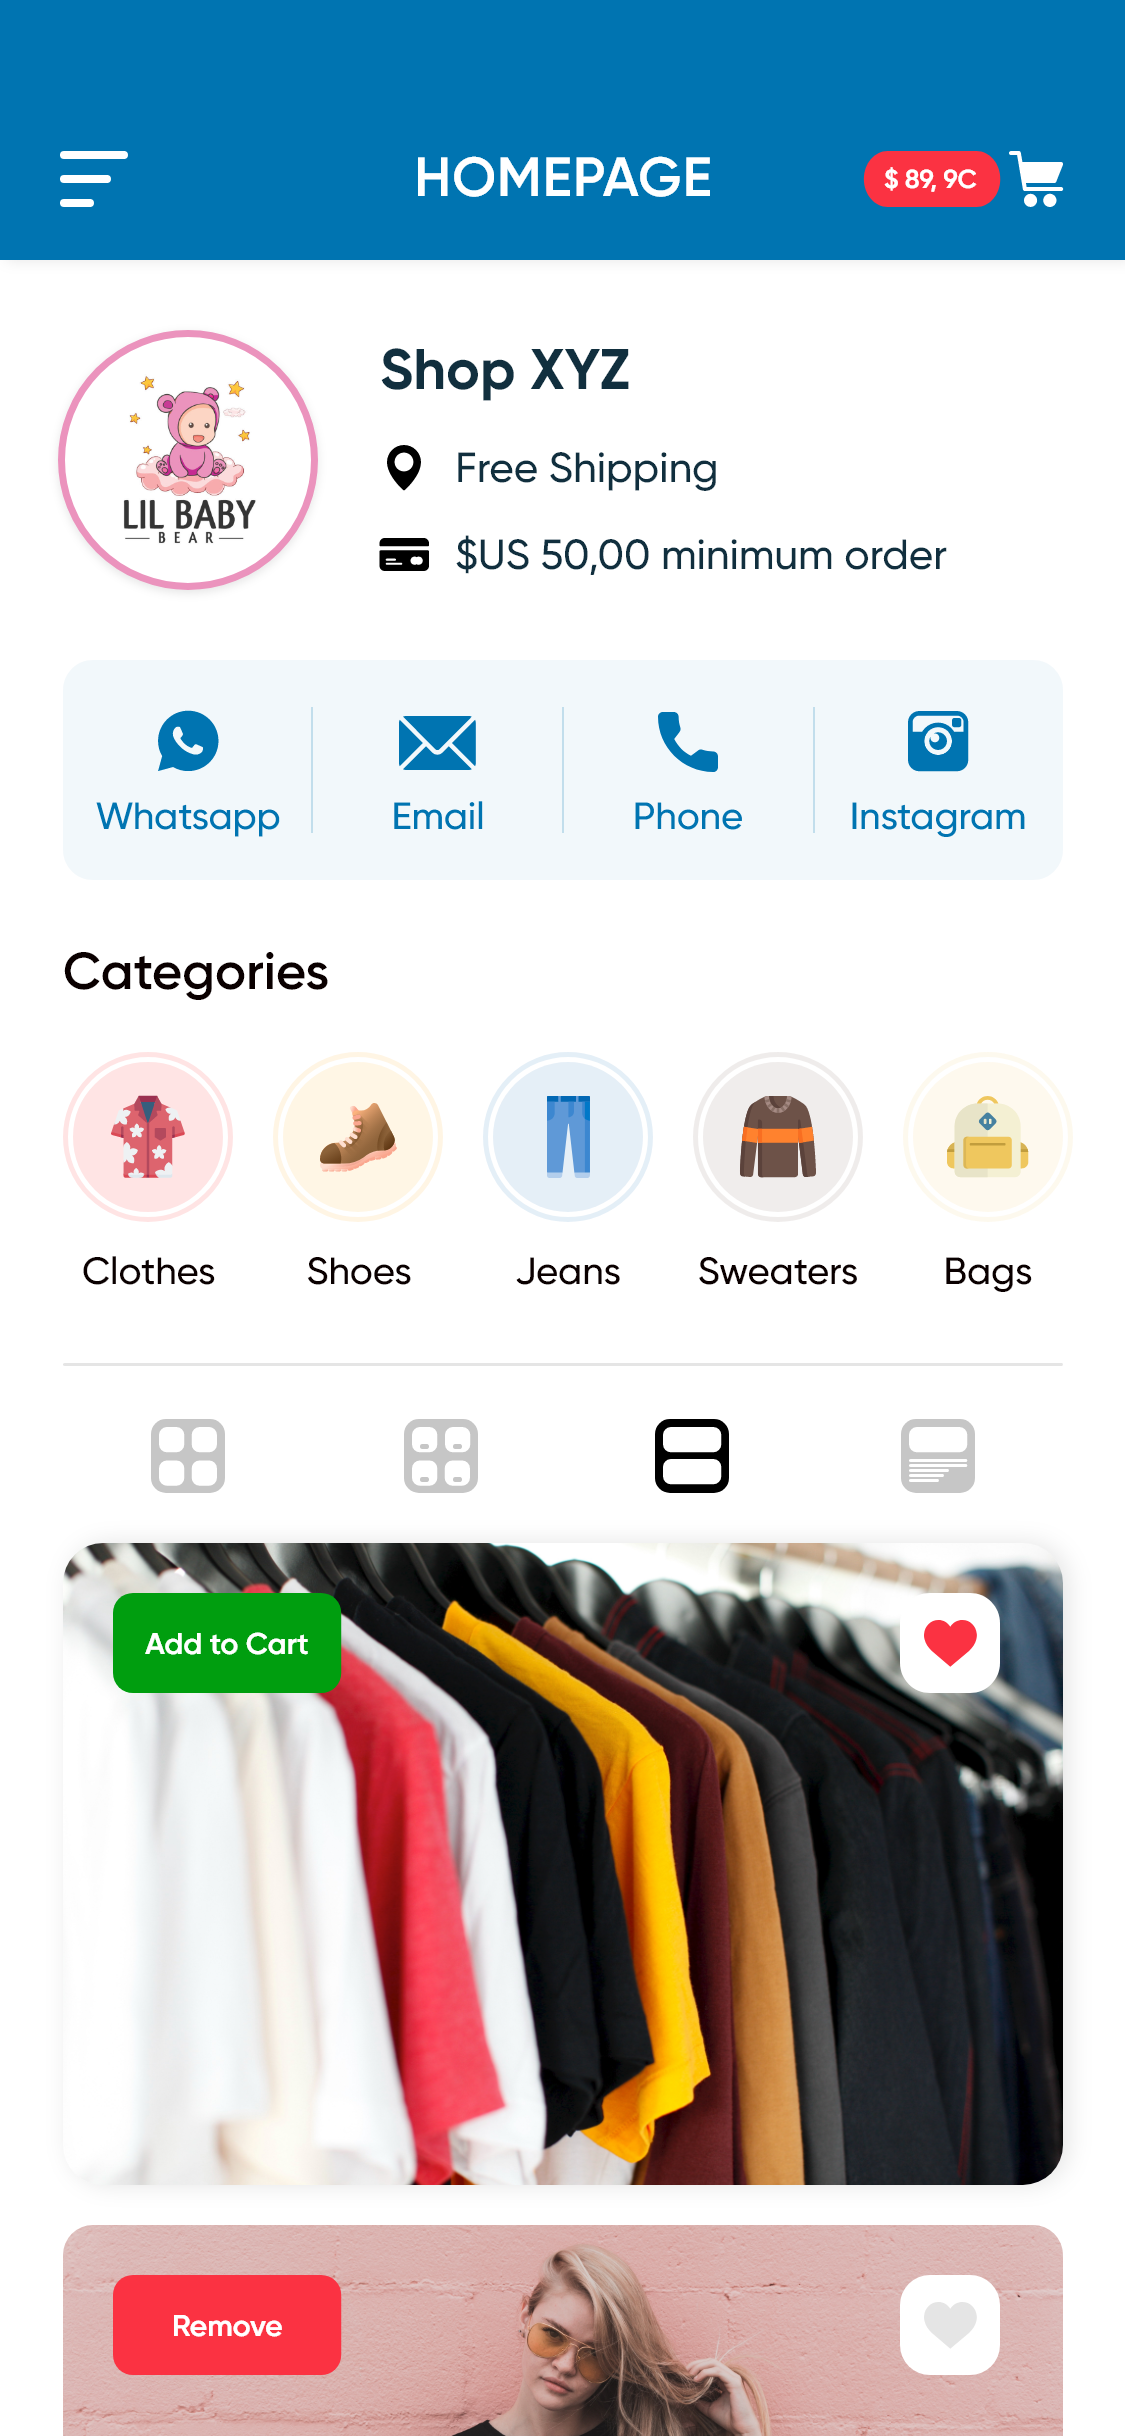 HOMEPAGE
$ 89, 9C
Shop XYZ
Free Shipping
$US 50,00 minimum order
LIL BABY
BEAR
Whatsapp
Email
Phone
Instagram
Categories
Clothes
Shoes
Jeans
Sweaters
Bags
Add to Cart
Remove